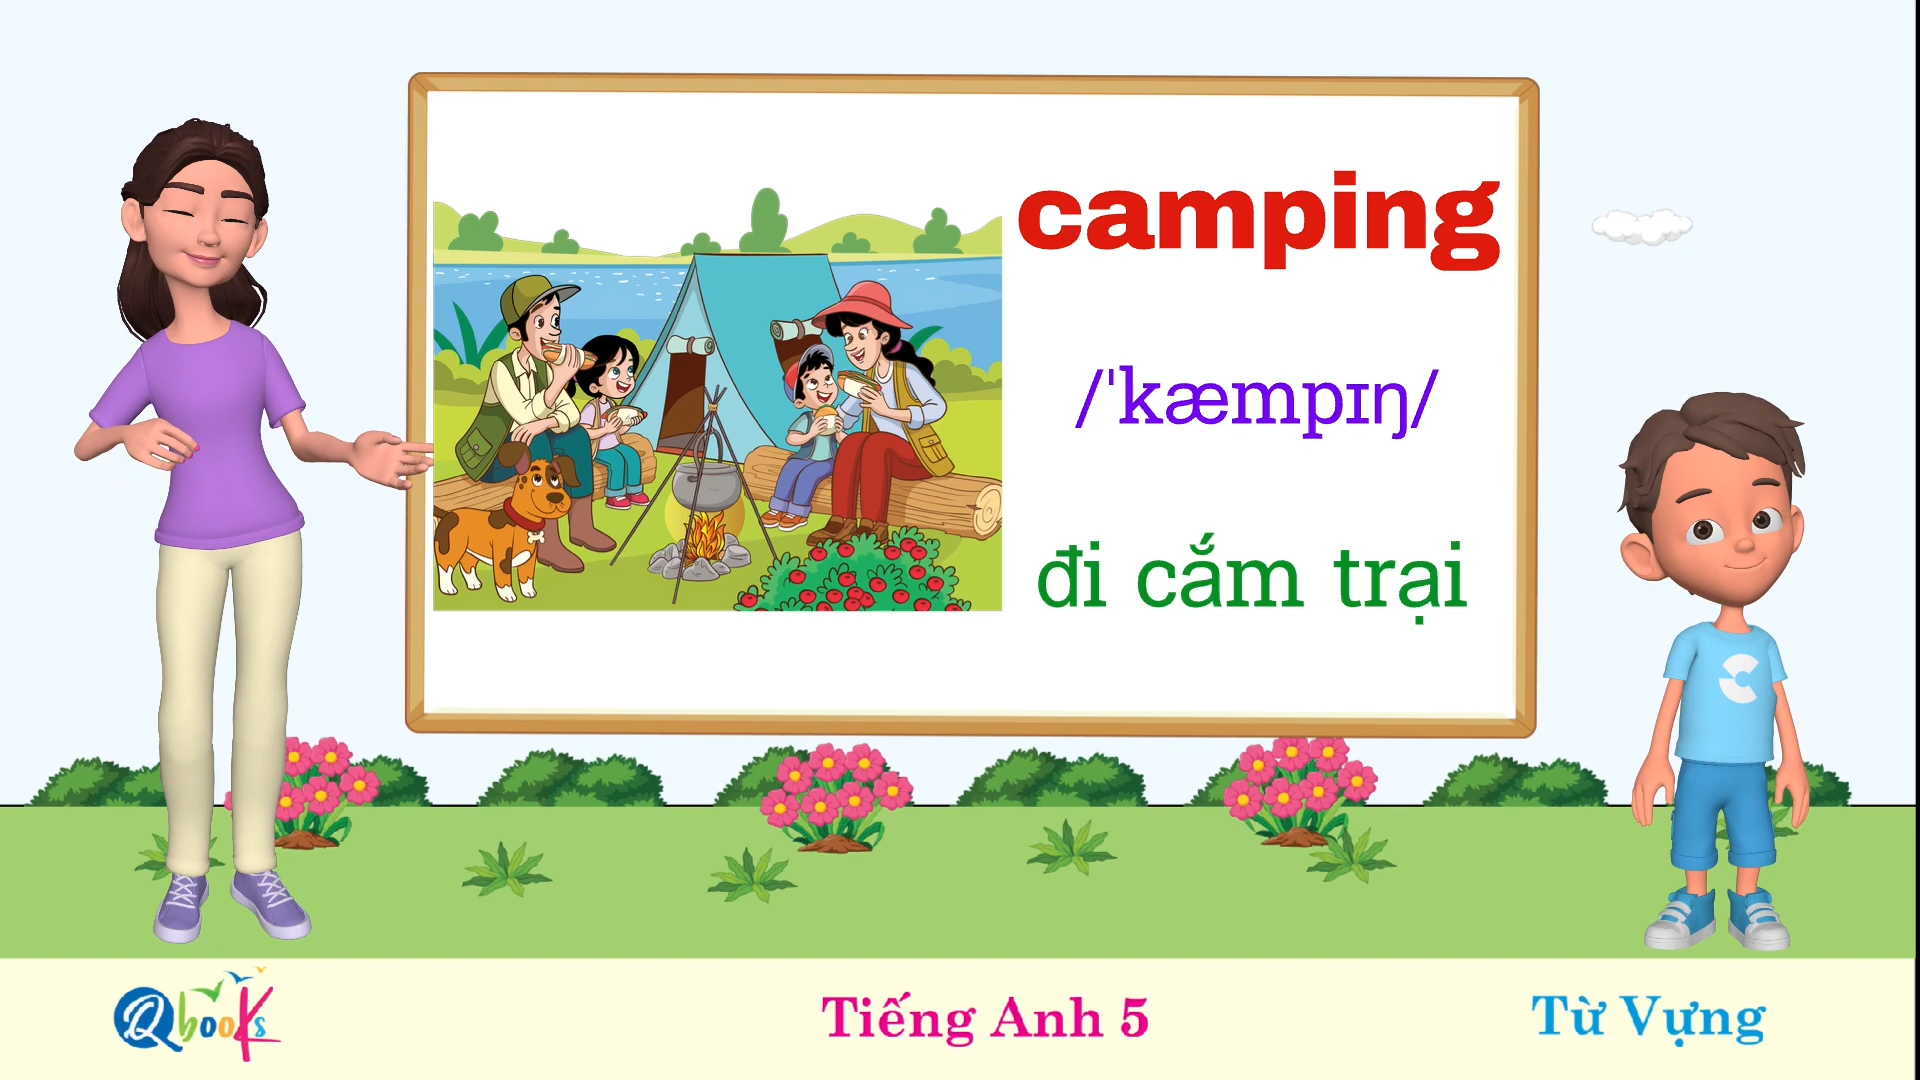 camping
/ˈkæmpɪŋ/
đi cắm trại
Qbooks
Tiếng Anh 5
Từ Vựng